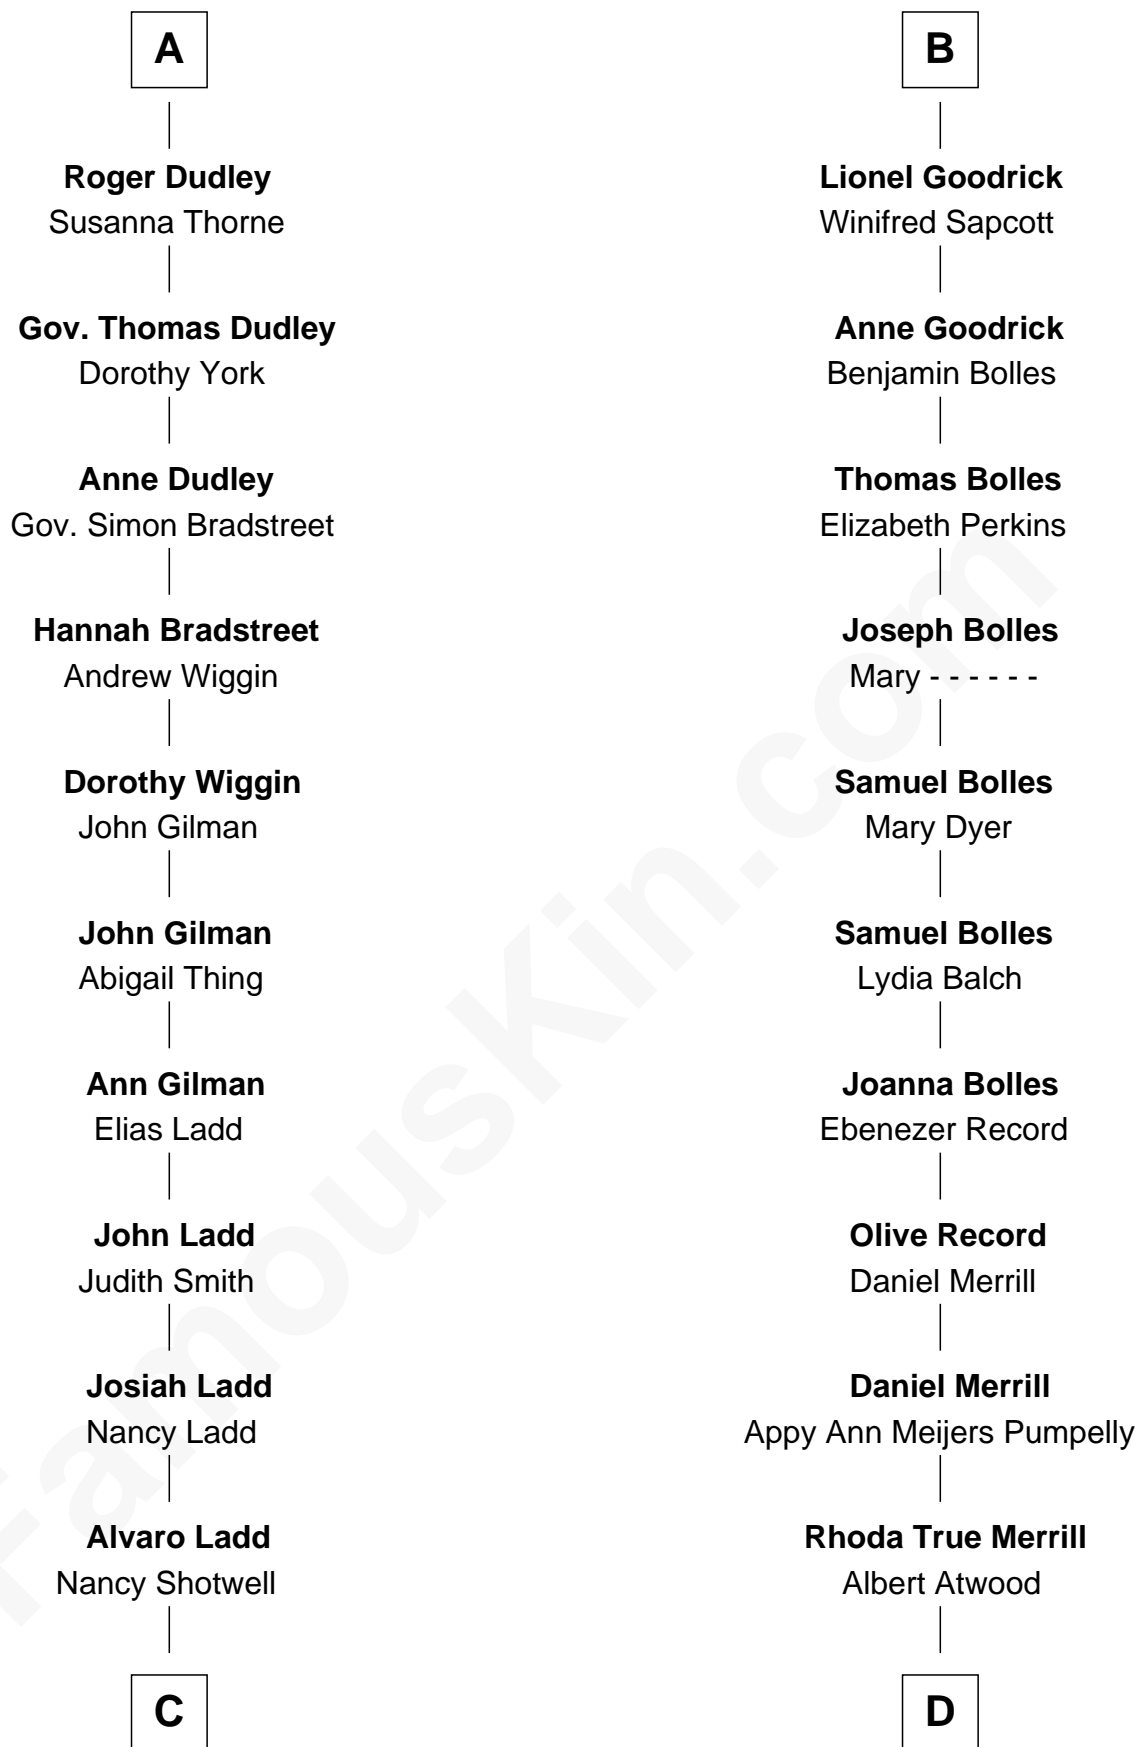 A
Roger Dudley
Susanna Thorne
Gov. Thomas Dudley
Dorothy York
Anne Dudley
Gov. Simon Bradstreet
Hannah Bradstreet
Andrew Wiggin
Dorothy Wiggin
John Gilman
John Gilman
Abigail Thing
Ann Gilman
Elias Ladd
John Ladd
Judith Smith
Josiah Ladd
Nancy Ladd
Alvaro Ladd
Nancy Shotwell
C
B
Lionel Goodrick
Winifred Sapcott
Anne Goodrick
Benjamin Bolles
Thomas Bolles
Elizabeth Perkins
Joseph Bolles
Mary - - - - - -
Samuel Bolles
Mary Dyer
Samuel Bolles
Lydia Balch
Joanna Bolles
Ebenezer Record
Olive Record
Daniel Merrill
Daniel Merrill
Appy Ann Meijers Pumpelly
Rhoda True Merrill
Albert Atwood
D
FamousKin.com